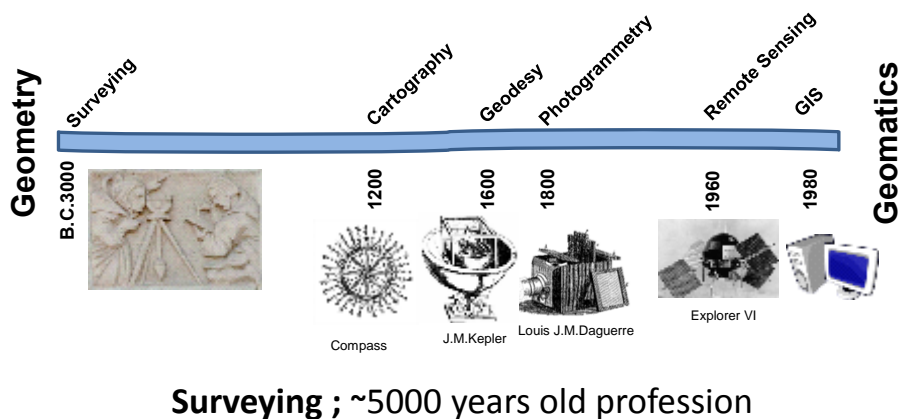 Geometry
Surveying
Cartography
Geodesy
Photogrammetry
Remote Sensing
GIS
Geomatics
B.C.3000
1200
1600
1800
1960
1980
Compass
J.M.Kepler
Louis J.M.Daguerre
Explorer VI
Surveying ; ~5000 years old profession